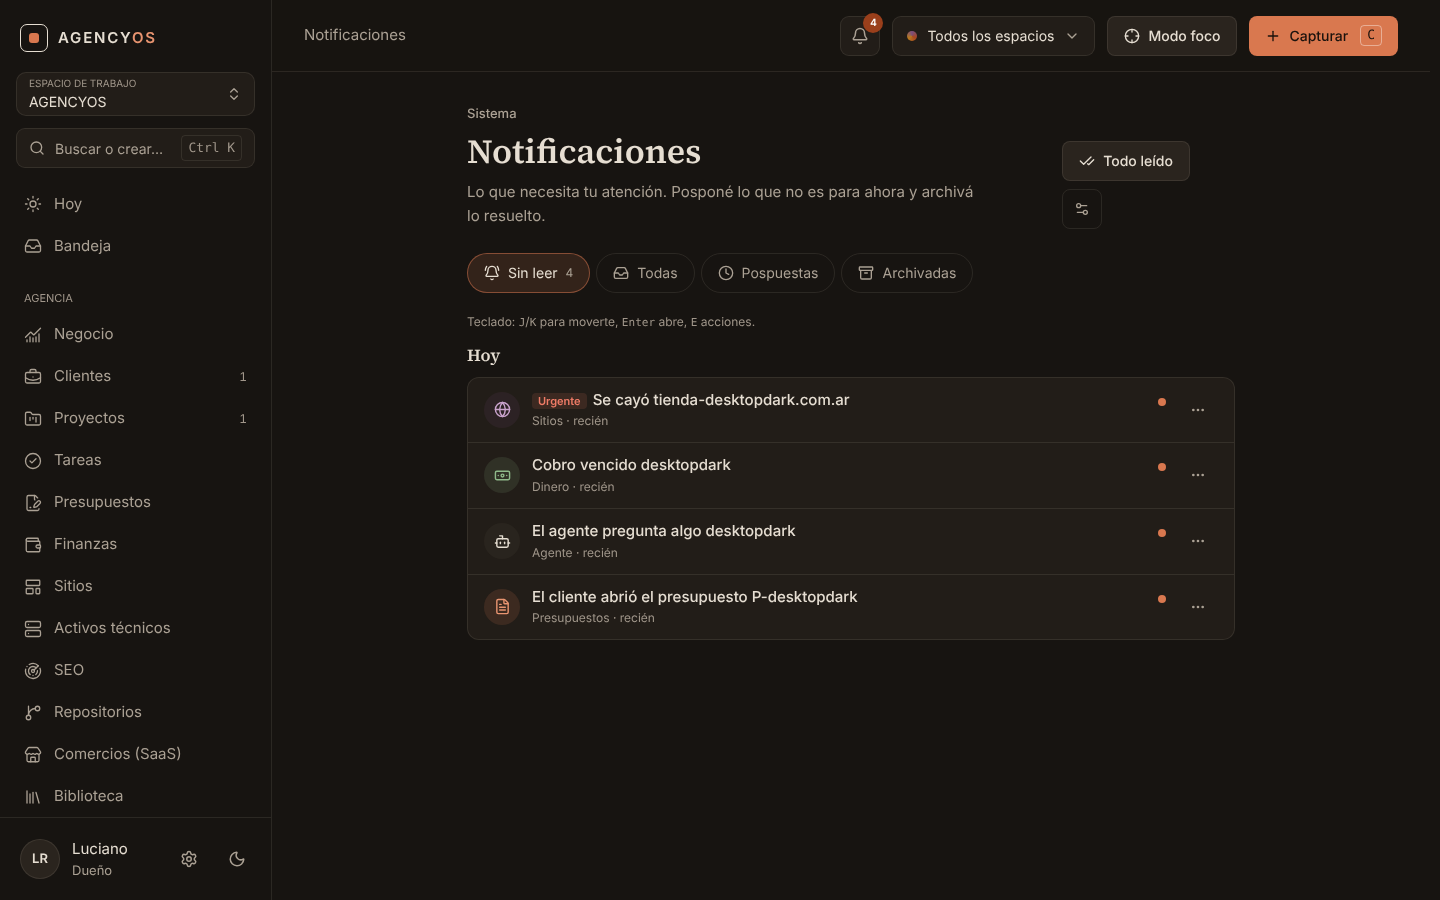 AGENCYOS
ESPACIO DE TRABAJO
AGENCYOS
Buscar o crear... Ctrl K
Hoy
Bandeja
AGENCIA
Negocio
Clientes 1
Proyectos 1
Tareas
Presupuestos
Finanzas
Sitios
Activos técnicos
SEO
Repositorios
Comercios (SaaS)
Biblioteca
LR
Luciano
Dueño
Notificaciones
4
Todos los espacios
Modo foco
Capturar C
Sistema
Notificaciones
Lo que necesita tu atención. Posponé lo que no es para ahora y archivá
lo resuelto.
Todo leído
Sin leer 4
Todas
Pospuestas
Archivadas
Teclado: J/K para moverte, Enter abre, E acciones.
Hoy
Urgente Se cayó tienda-desktopdark.com.ar
Sitios · recién
Cobro vencido desktopdark
Dinero · recién
El agente pregunta algo desktopdark
Agente · recién
El cliente abrió el presupuesto P-desktopdark
Presupuestos · recién